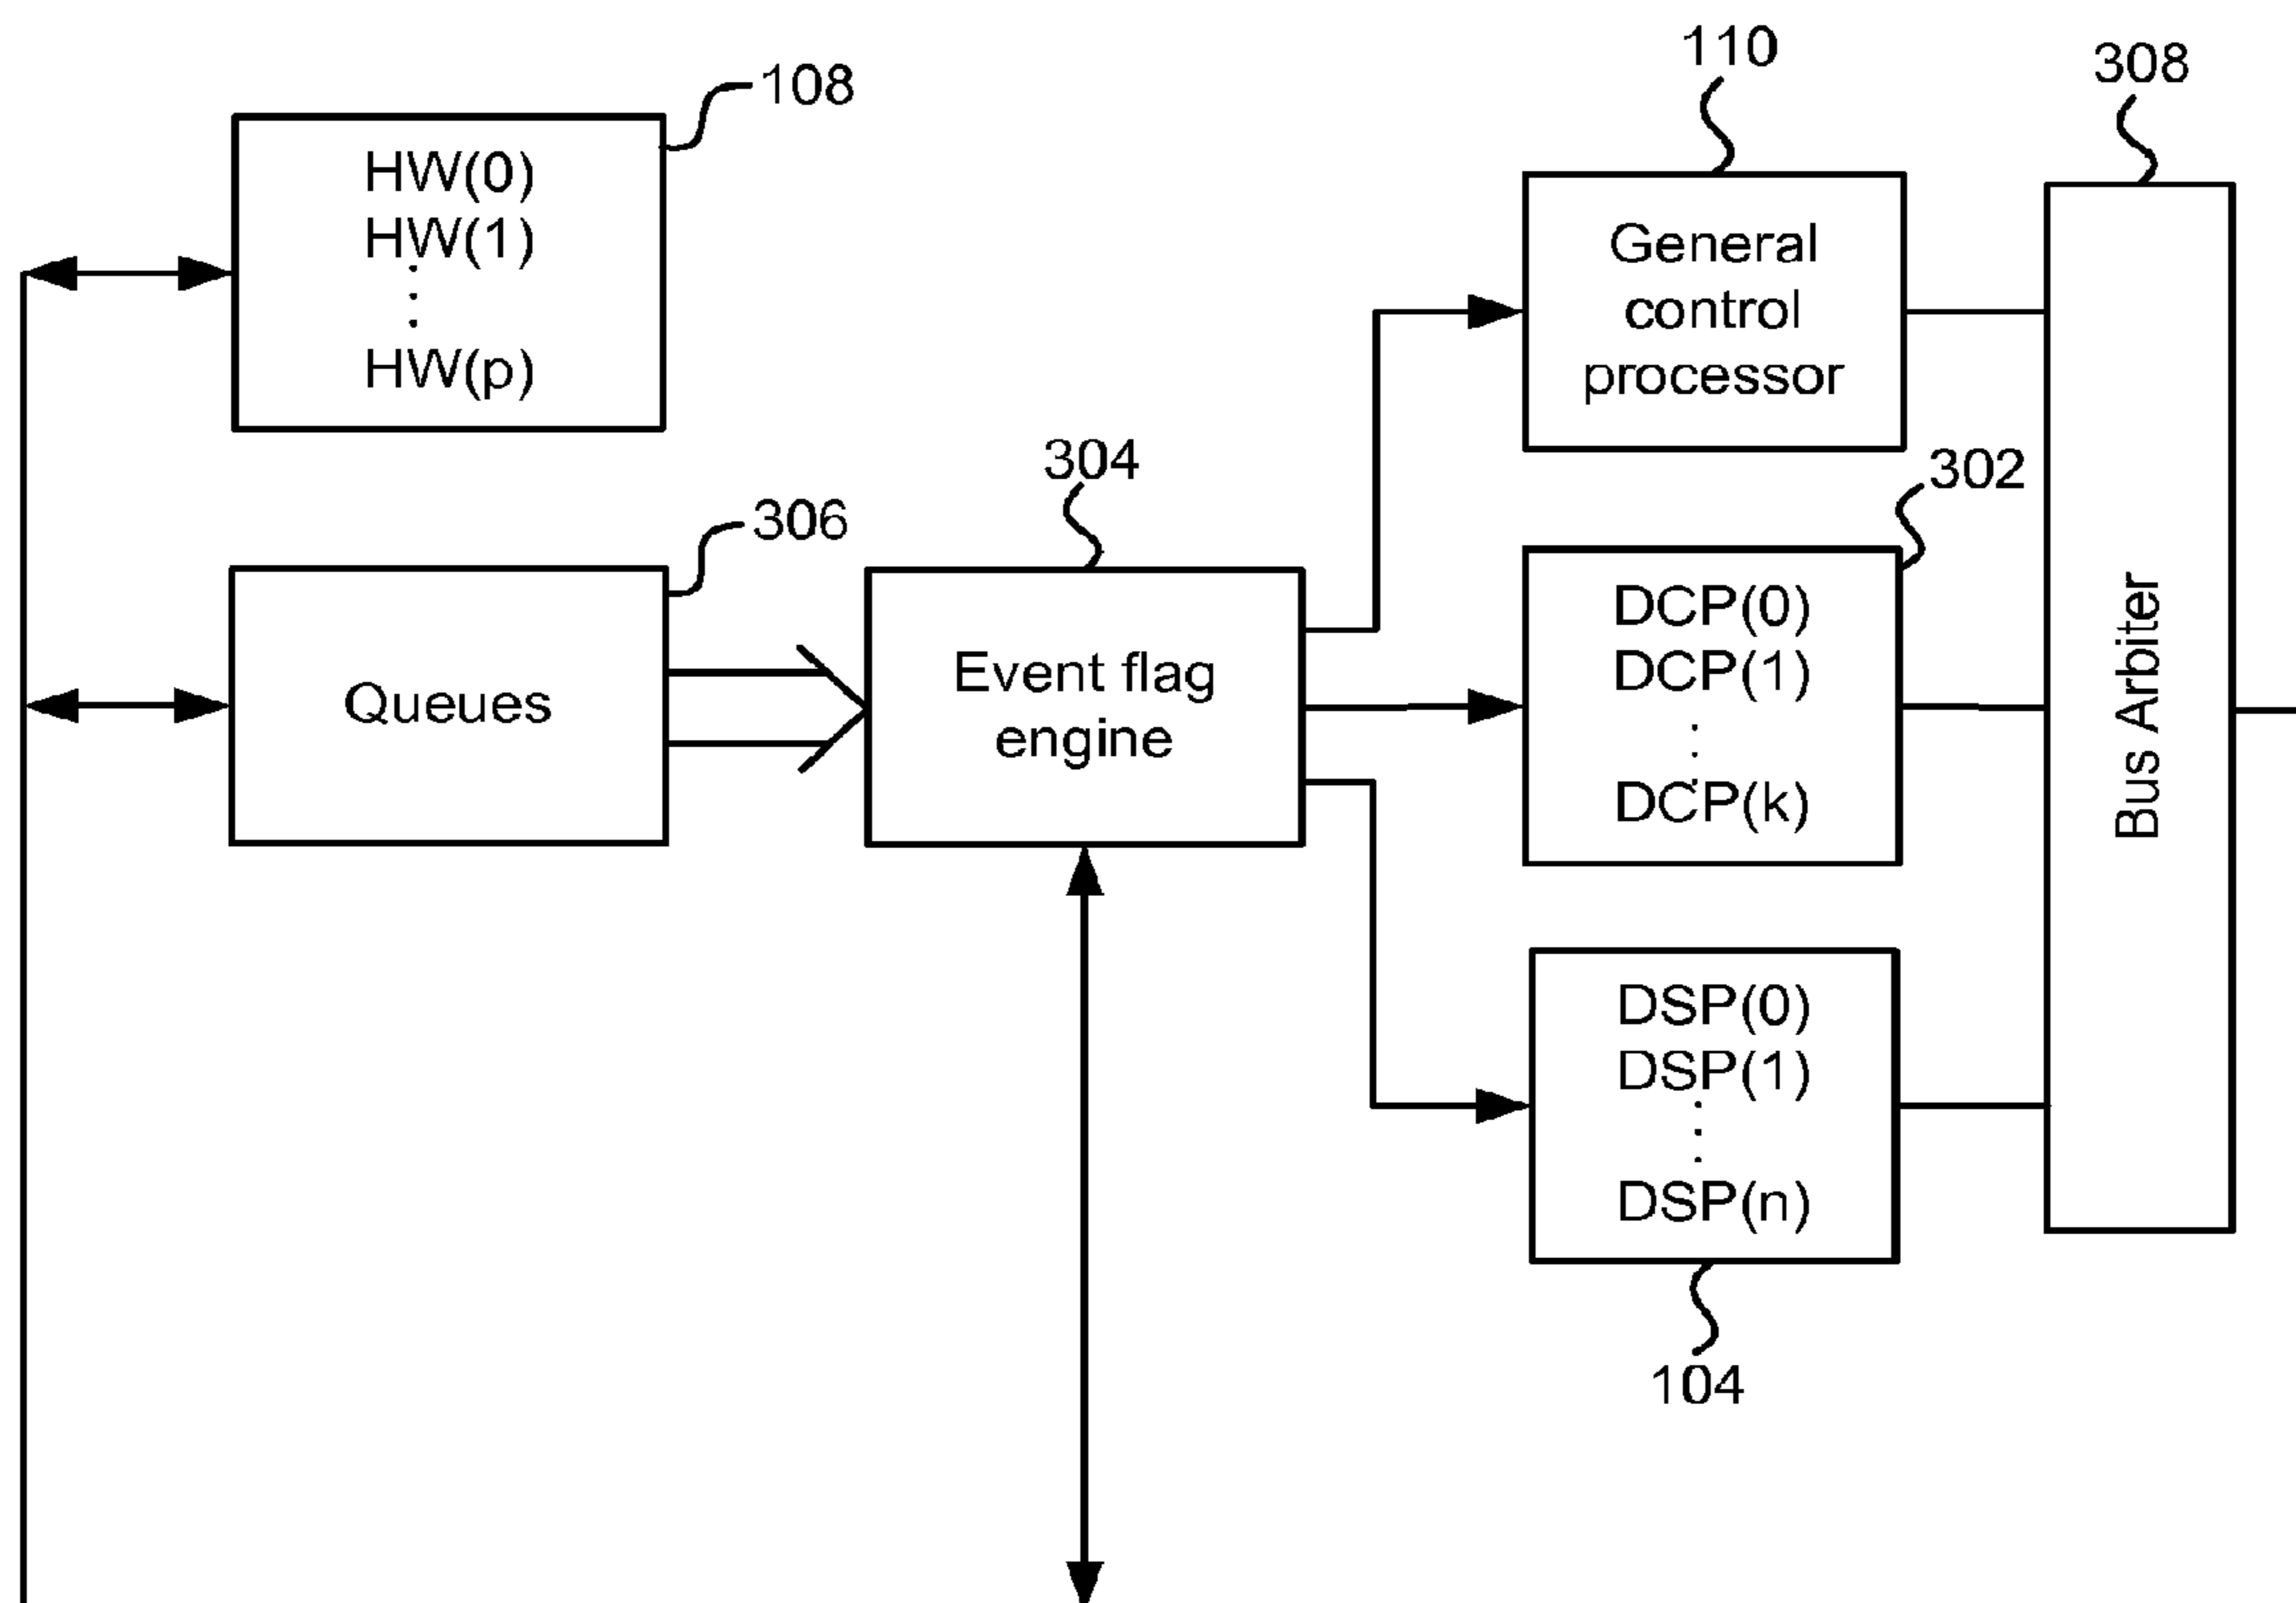 108
HW(0)
HW(1)
HW(p)
306
Queues
304
Event flag
engine
110
General
control
processor
302
DCP(0)
DCP(1)
DCP(k)
DSP(0)
DSP(1)
DSP(n)
104
308
Bus Arbiter